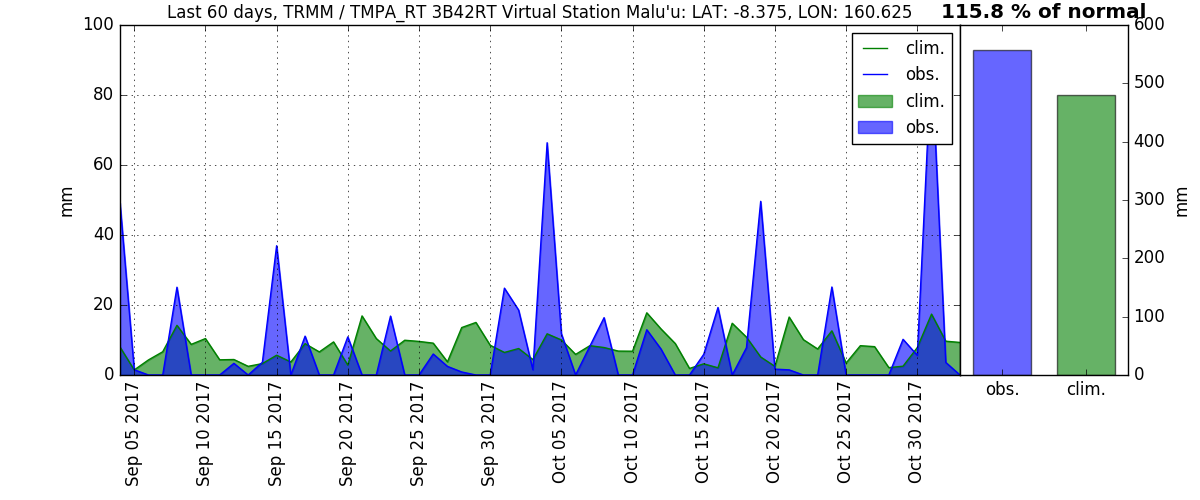 Last 60 days, TRMM / TMPA_RT 3B42RT Virtual Station Malu'u: LAT: -8.375, LON: 160.625
115.8 % of normal
100
80
60
40
20
0
mm
clim.
obs.
clim.
obs.
600
500
400
300
200
100
0
mm
Sep 05 2017
Sep 10 2017
Sep 15 2017
Sep 20 2017
Sep 25 2017
Sep 30 2017
Oct 05 2017
Oct 10 2017
Oct 15 2017
Oct 20 2017
Oct 25 2017
Oct 30 2017
obs.
clim.